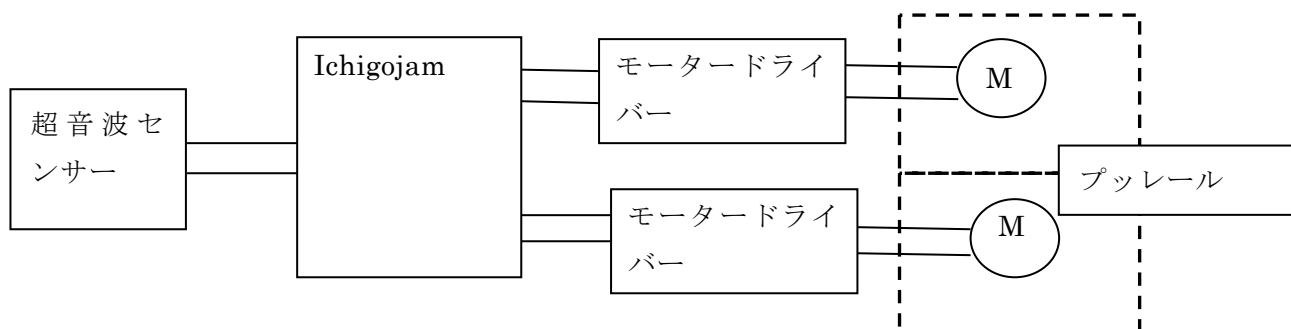 超音波セ
ンサー
Ichigojam
モータードライ
バー
M
モータードライ
バー
M
プッレール